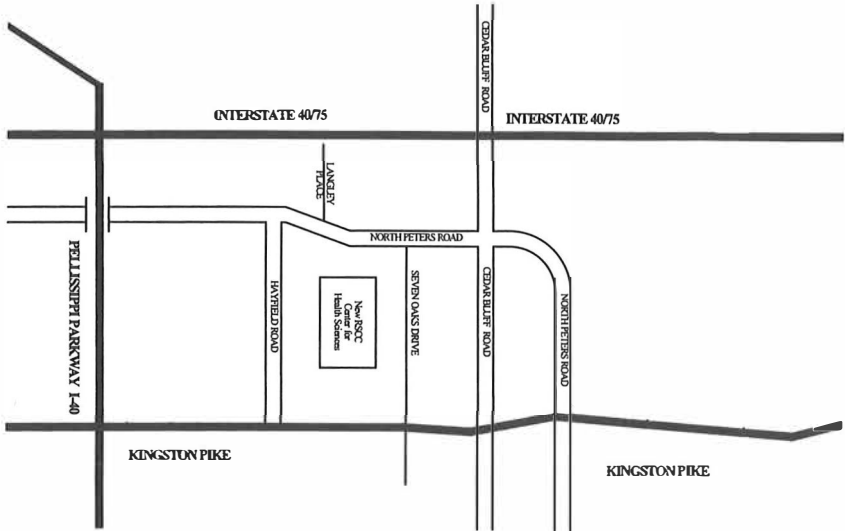 CEDAR BLUFF ROAD
INTERSTATE 40/75
INTERSTATE 40/75
LANGLEY
PLACE
NORTH PETERS ROAD
PELLISSIPPI PARKWAY I-40
HAYFIELD ROAD
New RSCC
Center for
Health Sciences
SEVEN OAKS DRIVE
CEDAR BLUFF ROAD
NORTH PETERS ROAD
KINGSTON PIKE
KINGSTON PIKE